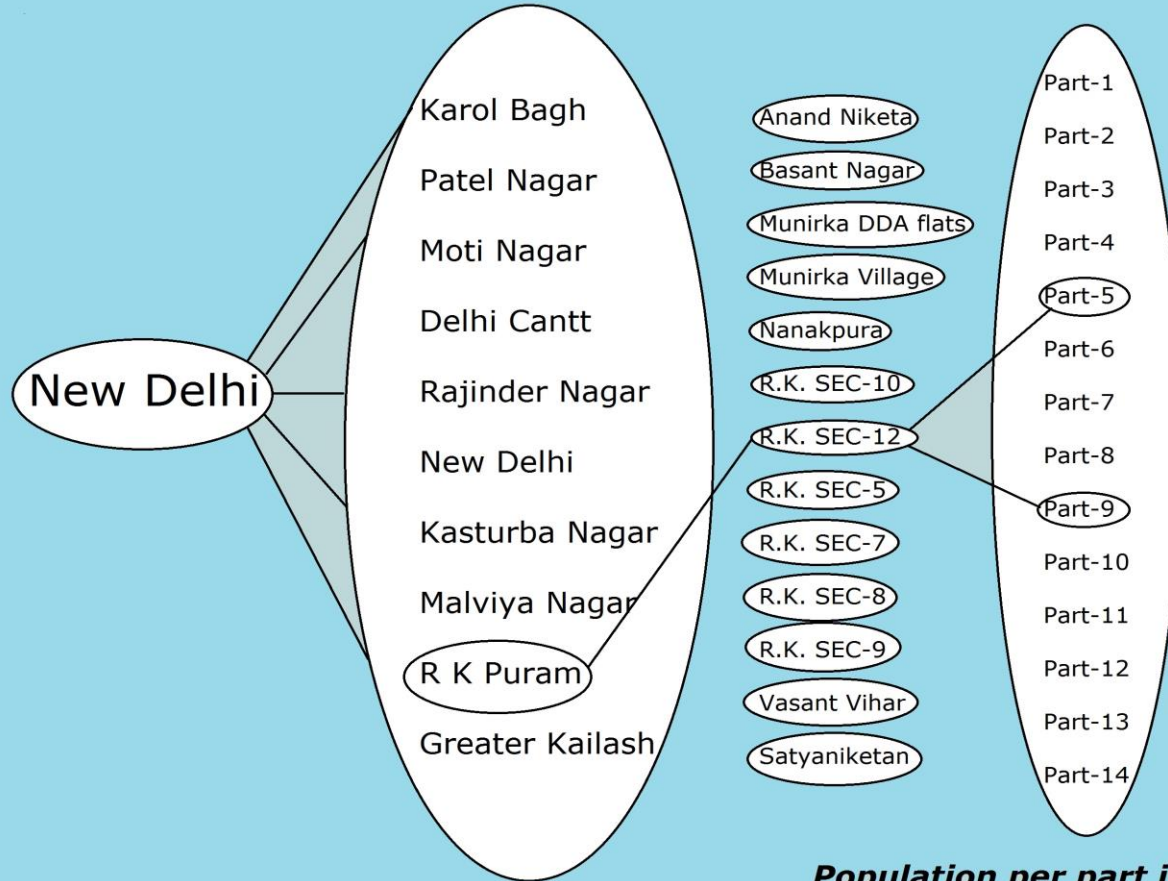 New Delhi
Karol Bagh
Patel Nagar
Moti Nagar
Delhi Cantt
Rajinder Nagar
New Delhi
Kasturba Nagar
Malviya Nagar
R K Puram
Greater Kailash
Anand Niketa
Basant Nagar
Munirka DDA flats
Munirka Village
Nanakpura
R.K. SEC-10
R.K. SEC-12
R.K. SEC-5
R.K. SEC-7
R.K. SEC-8
R.K. SEC-9
Vasant Vihar
Satyaniketan
Part-1
Part-2
Part-3
Part-4
Part-5
Part-6
Part-7
Part-8
Part-9
Part-10
Part-11
Part-12
Part-13
Part-14
Population per part i